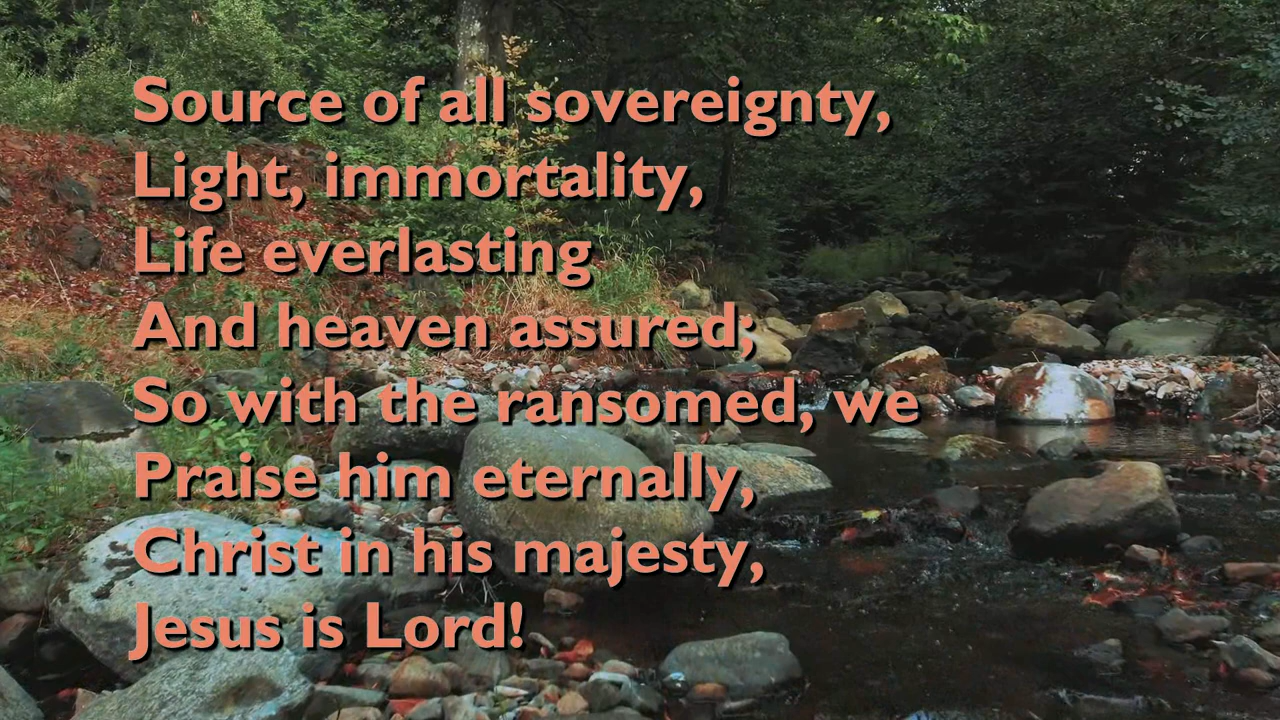 Source of all sovereignty,
Light, immortality,
Life everlasting
And heaven assured;
So with the ransomed, we
Praise him eternally,
Christ in his majesty,
Jesus is Lord!